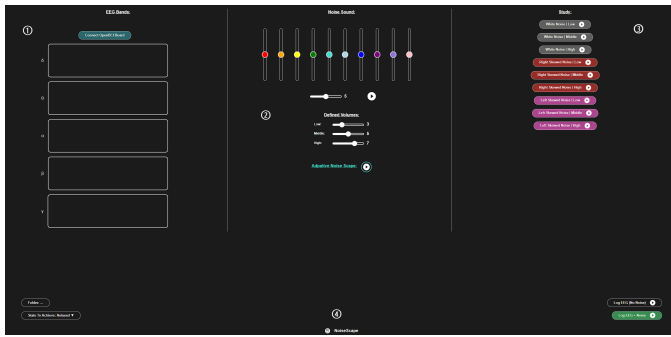 EEG Bands:
①
Connect OpenBCI Board
Δ
Θ
α
β
γ
Noise Sound:
6
②
Defined Volumes:
Low: 3
Middle: 5
High: 7
Adpative Noise Scape:
Study:
③
White Noise | Low
White Noise | Middle
White Noise | High
Right Skewed Noise | Low
Right Skewed Noise | Middle
Right Skewed Noise | High
Left Skewed Noise | Low
Left Skewed Noise | Middle
Left Skewed Noise | High
Folder ...
State To Achieve: Relaxed ▼
④
NoiseScape
Log EEG (No Noise)
Log EEG + Noise